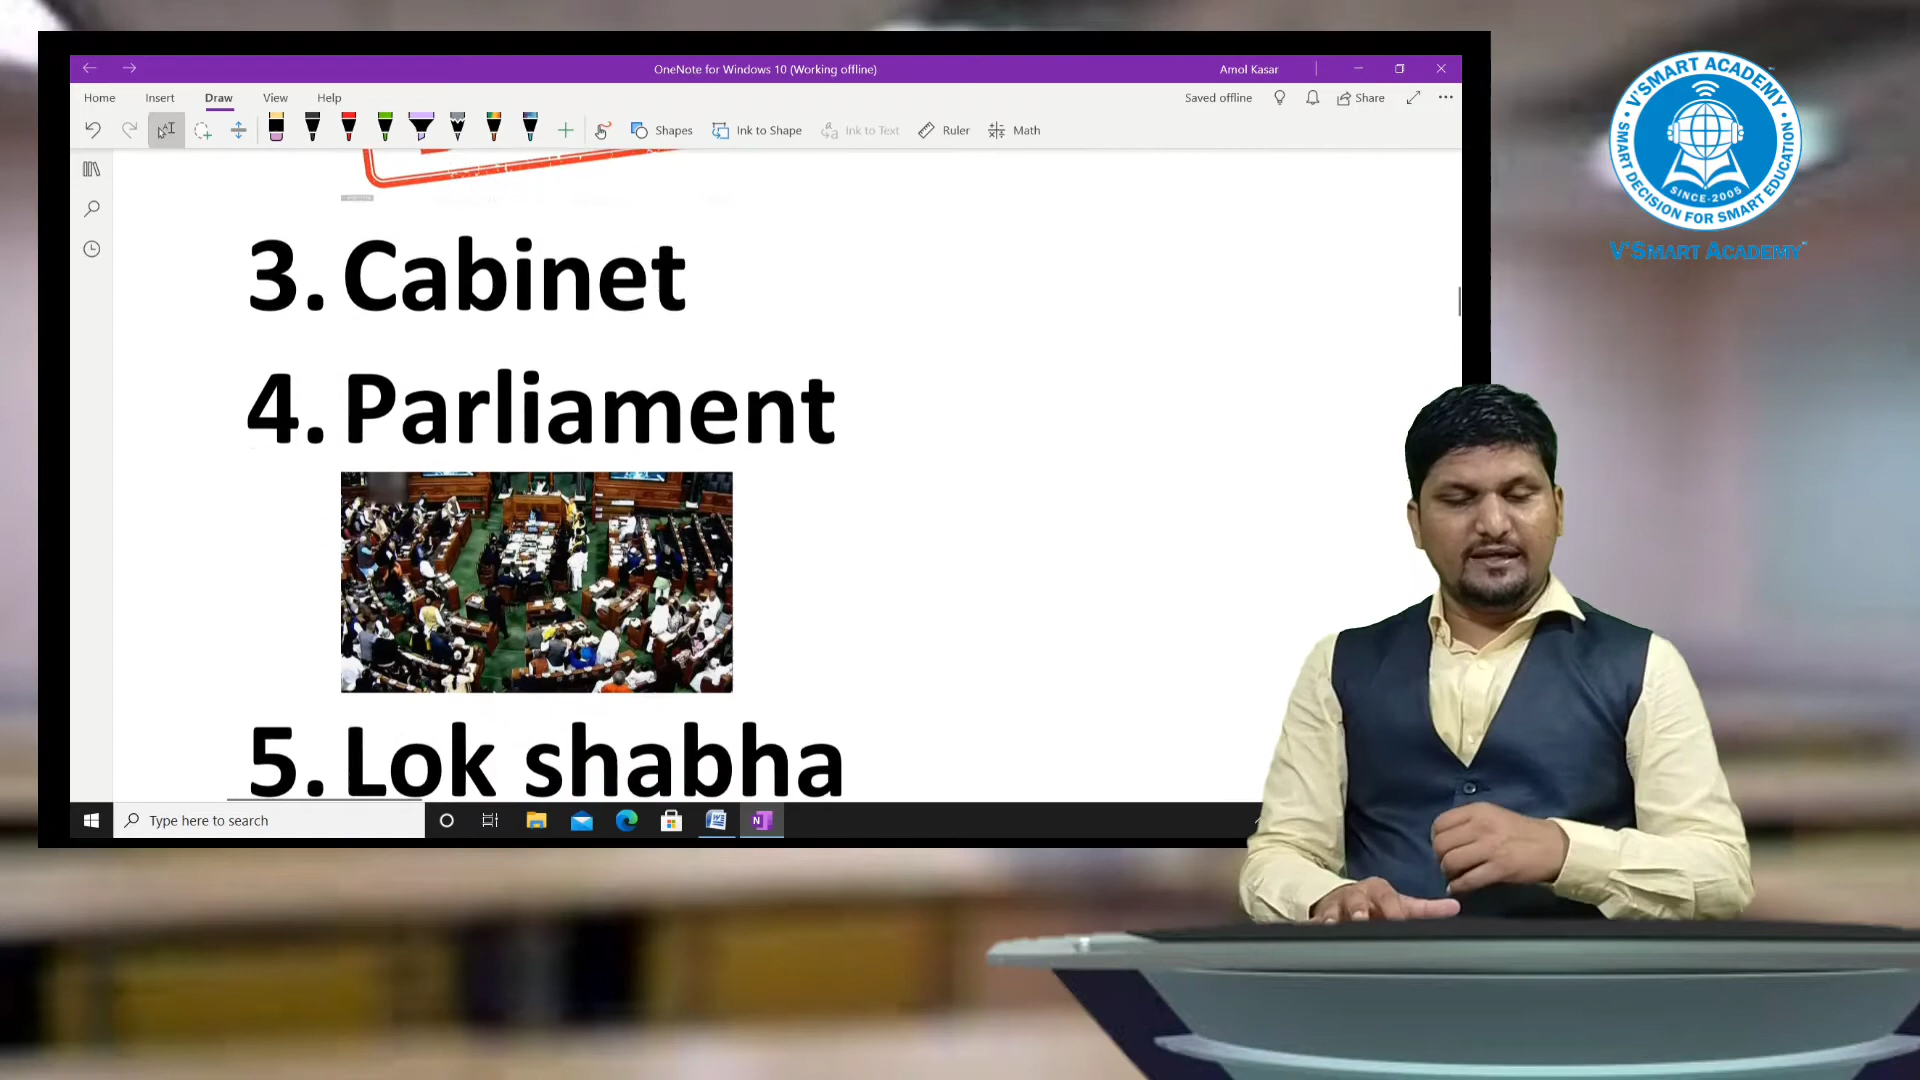 OneNote for Windows 10 (Working offline)
Amol Kasar
Home Insert Draw View Help
Saved offline
Share
Shapes
Ink to Shape
Ink to Text
Ruler
Math
3. Cabinet
4. Parliament
5. Lok shabha
Type here to search
V'SMART ACADEMY
SMART DECISION FOR SMART EDUCATION
SINCE-2005
V'SMART ACADEMY